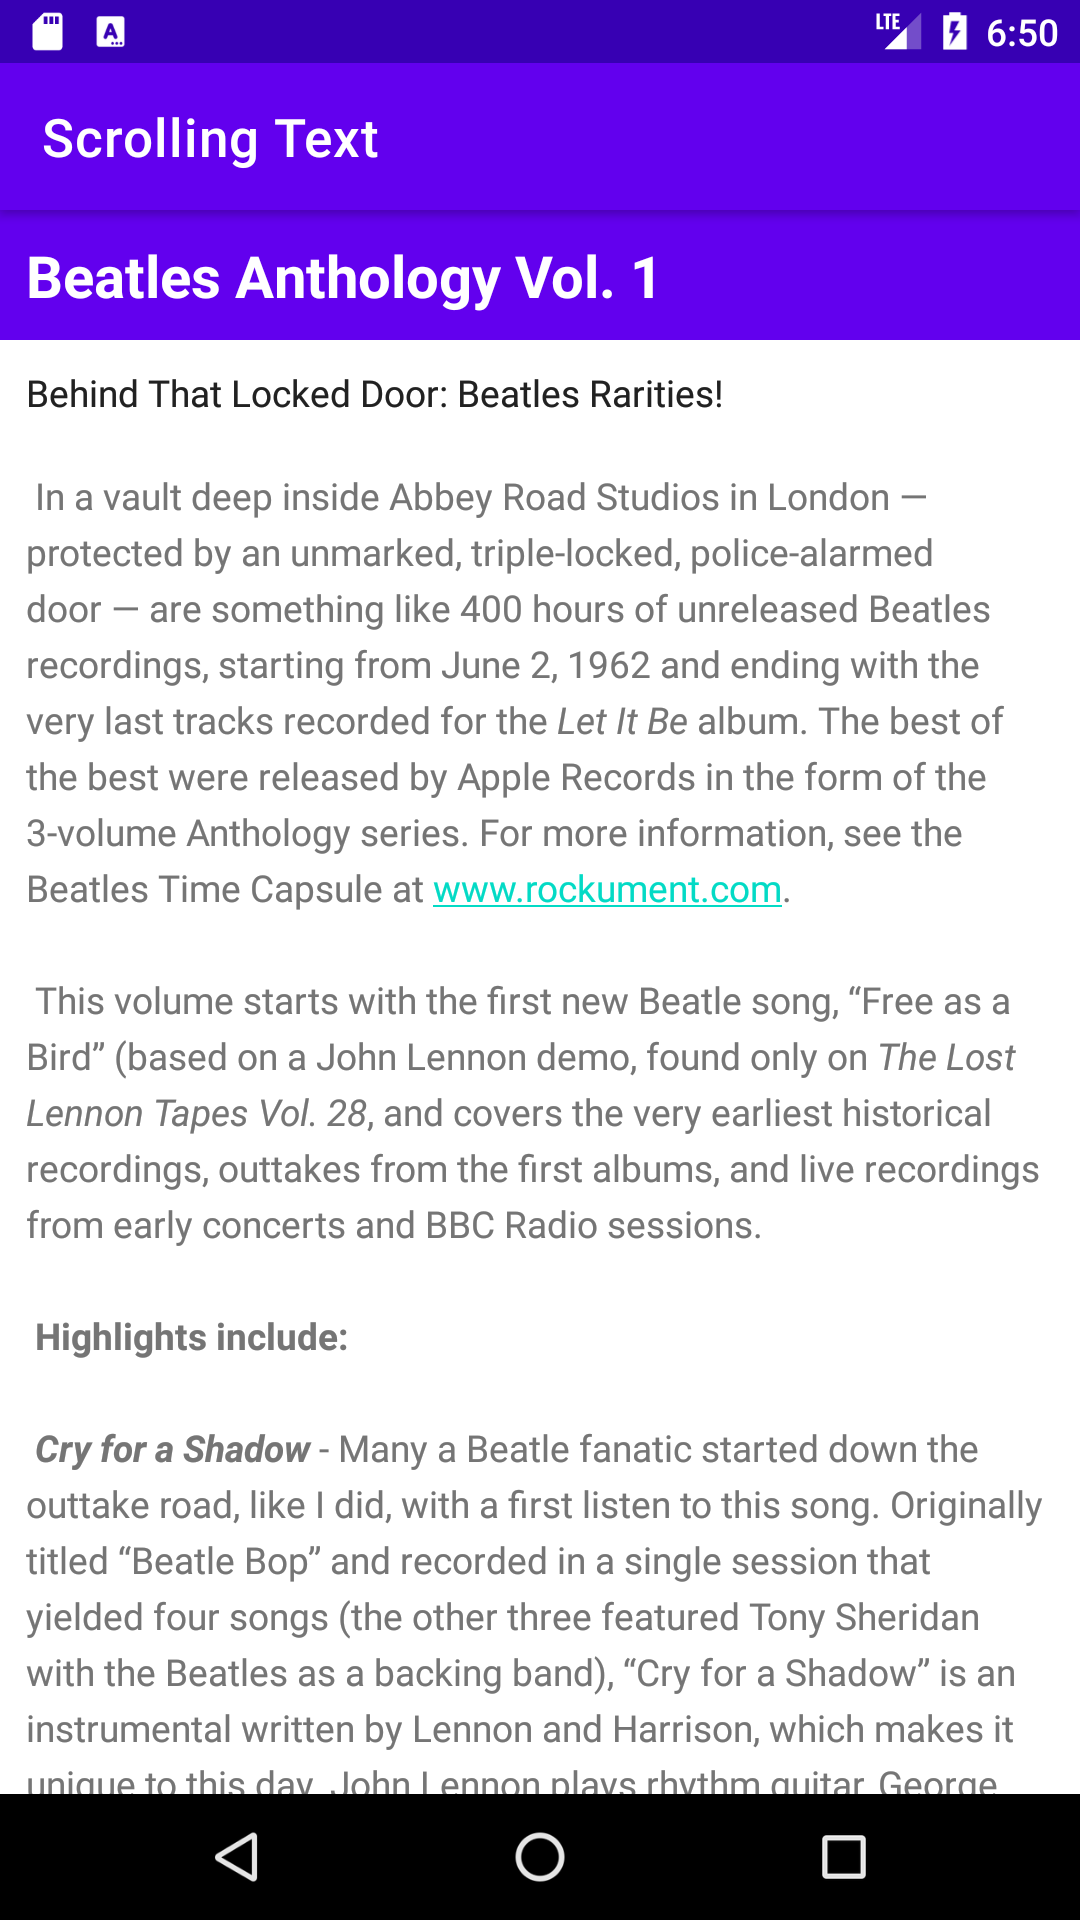 LTE 6:50
Scrolling Text
Beatles Anthology Vol. 1
Behind That Locked Door: Beatles Rarities!
In a vault deep inside Abbey Road Studios in London —
protected by an unmarked, triple-locked, police-alarmed
door — are something like 400 hours of unreleased Beatles
recordings, starting from June 2, 1962 and ending with the
very last tracks recorded for the Let It Be album. The best of
the best were released by Apple Records in the form of the
3-volume Anthology series. For more information, see the
Beatles Time Capsule at www.rockument.com.
This volume starts with the first new Beatle song, “Free as a
Bird” (based on a John Lennon demo, found only on The Lost
Lennon Tapes Vol. 28, and covers the very earliest historical
recordings, outtakes from the first albums, and live recordings
from early concerts and BBC Radio sessions.
Highlights include:
Cry for a Shadow - Many a Beatle fanatic started down the
outtake road, like I did, with a first listen to this song. Originally
titled “Beatle Bop” and recorded in a single session that
yielded four songs (the other three featured Tony Sheridan
with the Beatles as a backing band), “Cry for a Shadow” is an
instrumental written by Lennon and Harrison, which makes it
unique to this day. John Lennon plays rhythm guitar, George